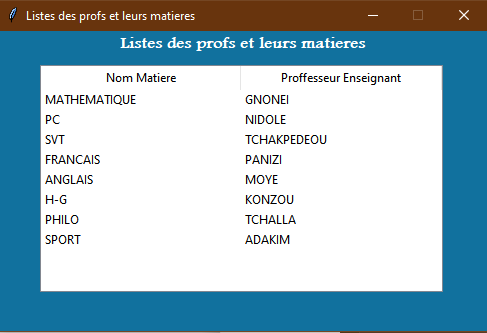 Listes des profs et leurs matieres
Listes des profs et leurs matieres
Nom Matiere Proffesseur Enseignant
MATHEMATIQUE GNONEI
PC NIDOLE
SVT TCHAKPEDEOU
FRANCAIS PANIZI
ANGLAIS MOYE
H-G KONZOU
PHILO TCHALLA
SPORT ADAKIM